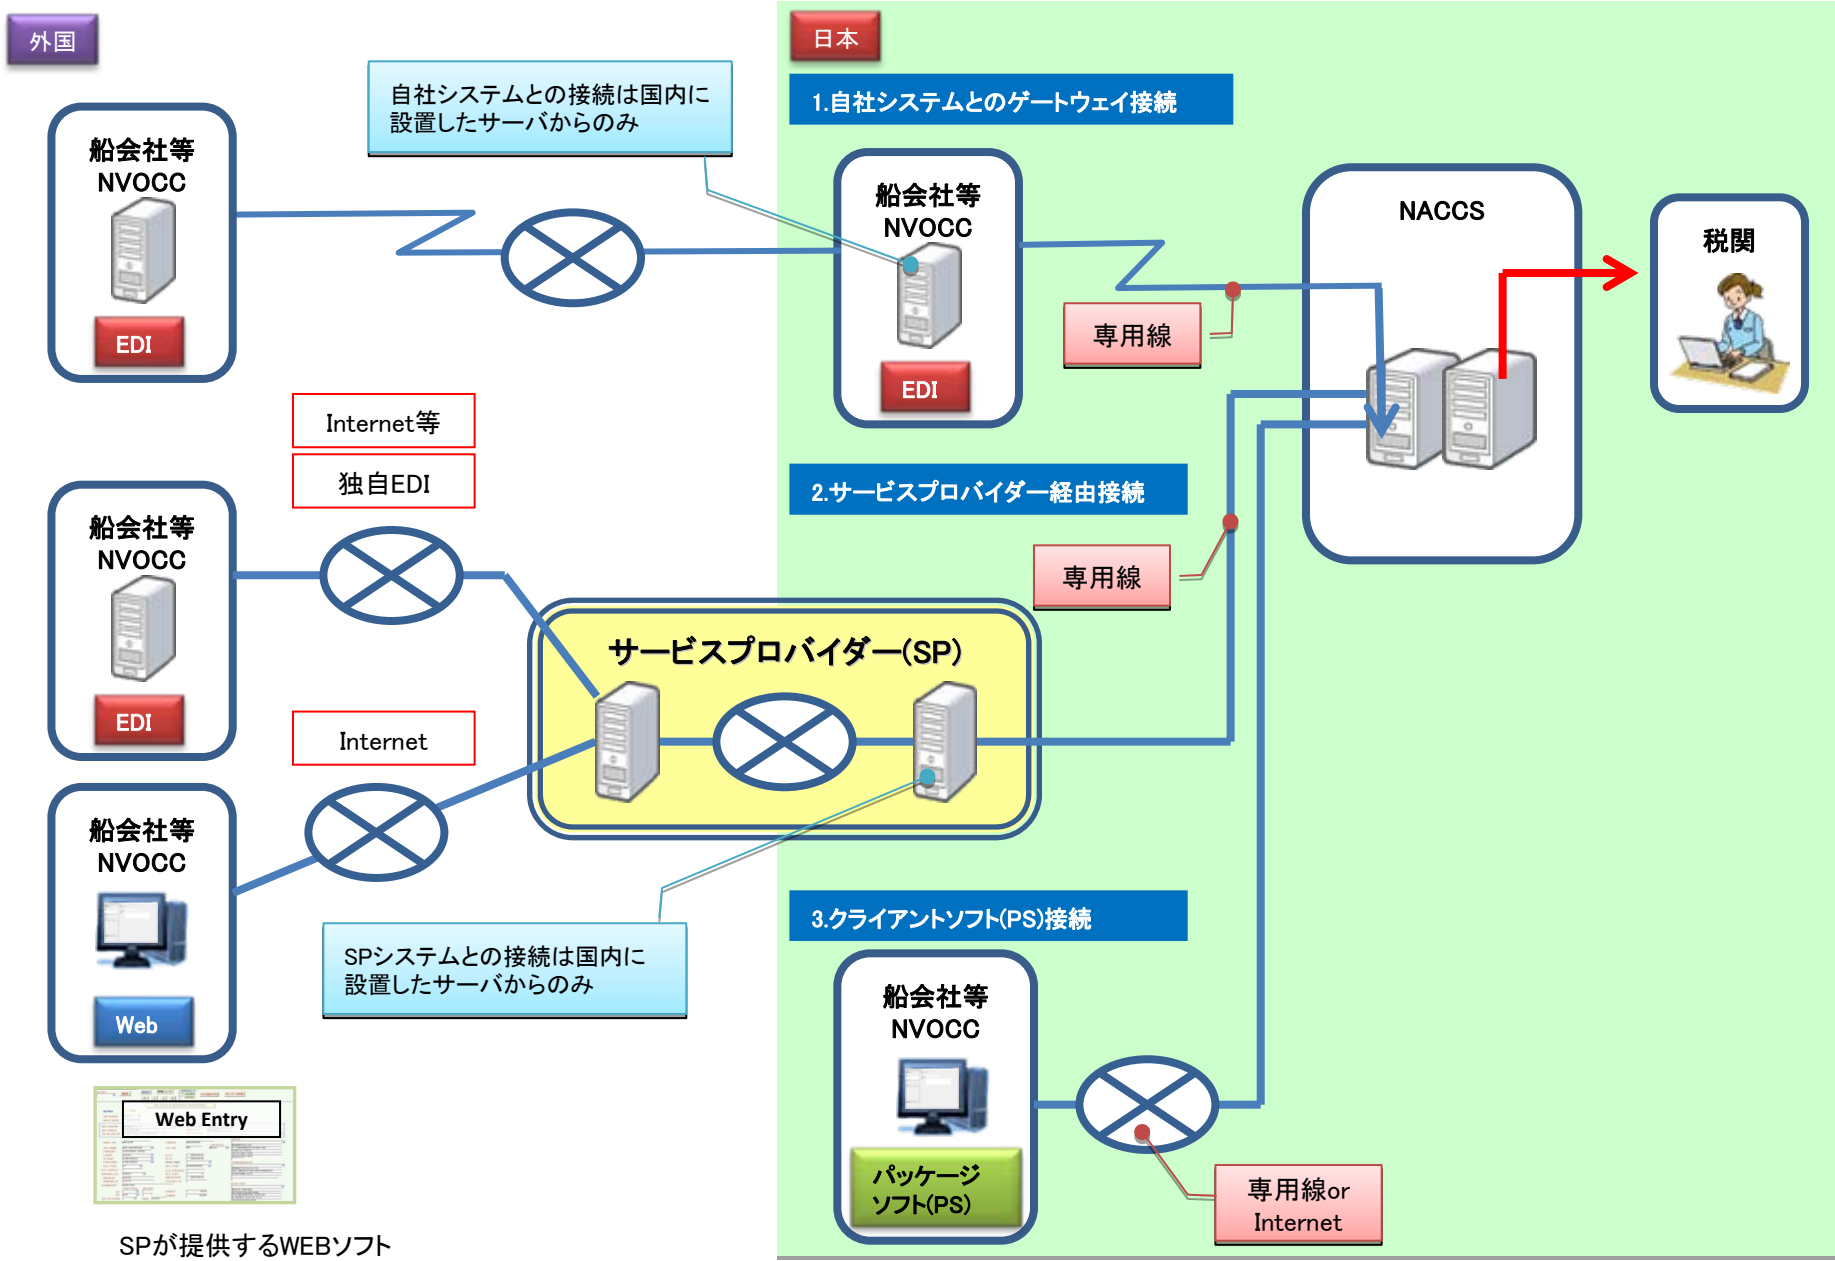 外国
日本
自社システムとの接続は国内に
設置したサーバからのみ
1.自社システムとのゲートウェイ接続
船会社等
NVOCC
EDI
船会社等
NVOCC
EDI
専用線
NACCS
税関
Internet等
独自EDI
2.サービスプロバイダー経由接続
船会社等
NVOCC
EDI
専用線
サービスプロバイダー(SP)
Internet
船会社等
NVOCC
Web
SPシステムとの接続は国内に
設置したサーバからのみ
3.クライアントソフト(PS)接続
船会社等
NVOCC
パッケージ
ソフト(PS)
専用線or
Internet
Web Entry
SPが提供するWEBソフト